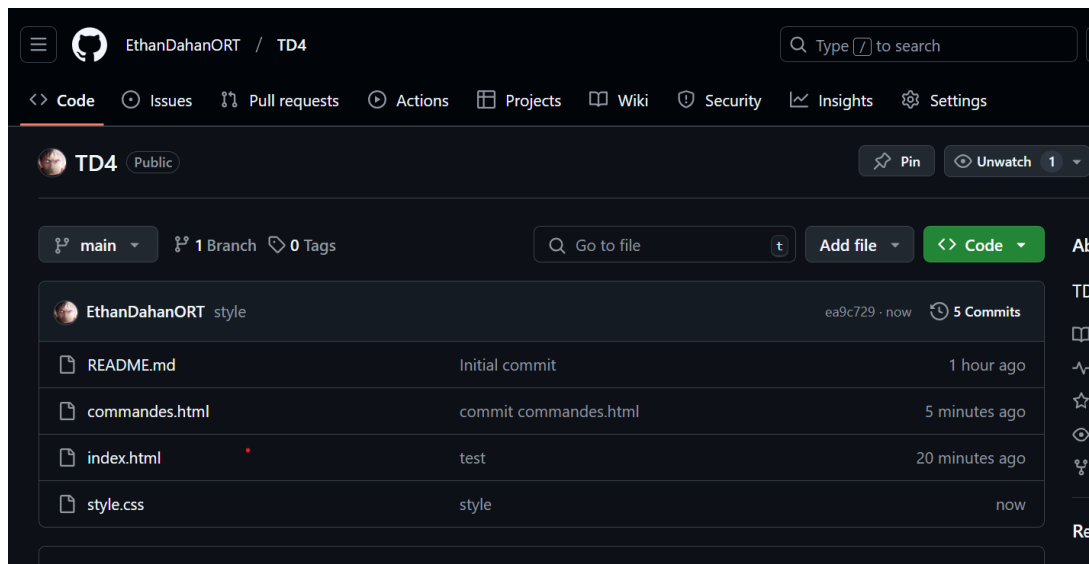 EthanDahanORT / TD4
Type / to search
Code Issues Pull requests Actions Projects Wiki Security Insights Settings
TD4 Public
Pin Unwatch 1
main 1 Branch 0 Tags Go to file t Add file Code
EthanDahanORT style ea9c729 · now 5 Commits
README.md Initial commit 1 hour ago
commandes.html commit commandes.html 5 minutes ago
index.html test 20 minutes ago
style.css style now